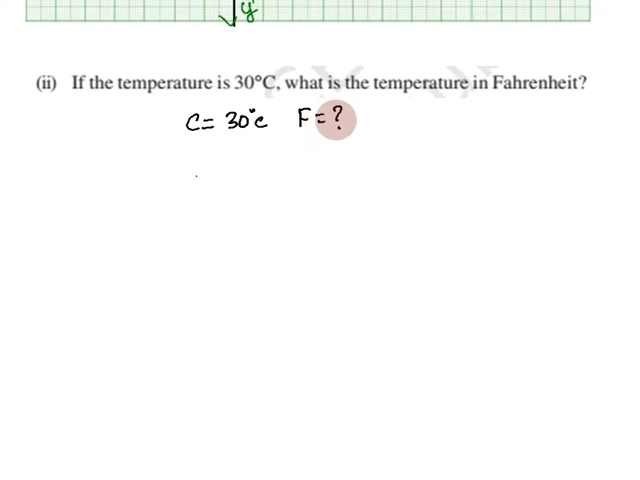 y'
(ii) If the temperature is 30°C, what is the temperature in Fahrenheit?
C = 30°c F = ?